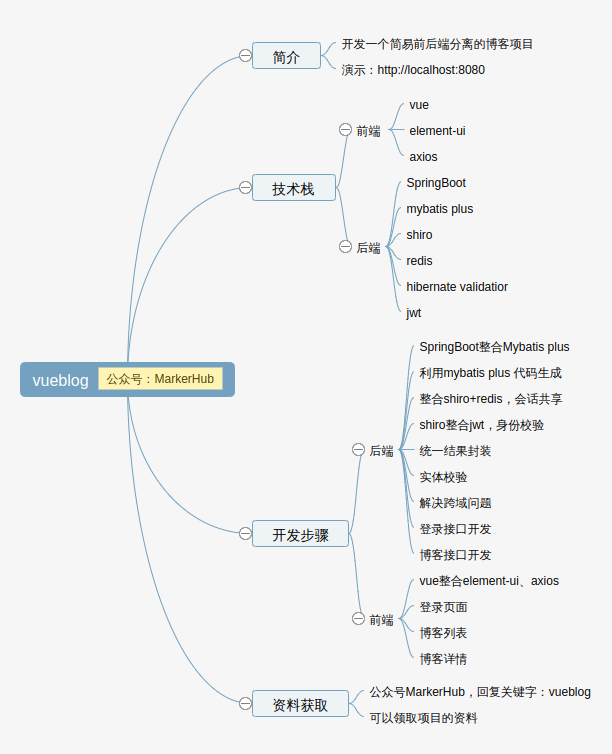 vueblog
公众号：MarkerHub
简介
开发一个简易前后端分离的博客项目
演示：http://localhost:8080
技术栈
前端
vue
element-ui
axios
后端
SpringBoot
mybatis plus
shiro
redis
hibernate validatior
jwt
开发步骤
后端
SpringBoot整合Mybatis plus
利用mybatis plus 代码生成
整合shiro+redis，会话共享
shiro整合jwt，身份校验
统一结果封装
实体校验
解决跨域问题
登录接口开发
博客接口开发
前端
vue整合element-ui、axios
登录页面
博客列表
博客详情
资料获取
公众号MarkerHub，回复关键字：vueblog
可以领取项目的资料